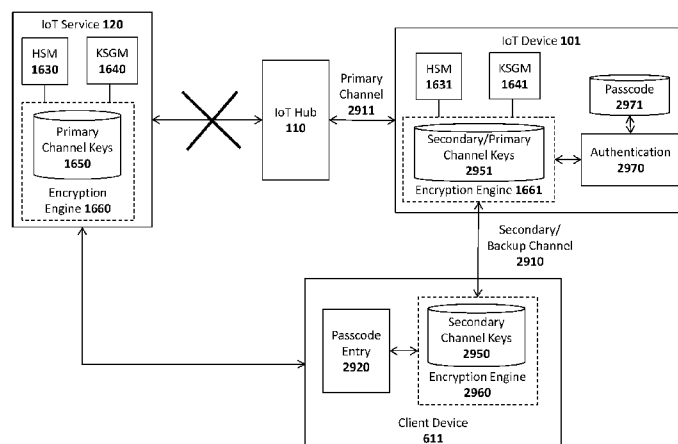 IoT Service 120
HSM
1630
KSGM
1640
Primary
Channel Keys
1650
Encryption
Engine 1660
IoT Hub
110
Primary
Channel
2911
IoT Device 101
HSM
1631
KSGM
1641
Passcode
2971
Secondary/Primary
Channel Keys
2951
Encryption Engine 1661
Authentication
2970
Secondary/
Backup Channel
2910
Passcode
Entry
2920
Secondary
Channel Keys
2950
Encryption Engine
2960
Client Device
611